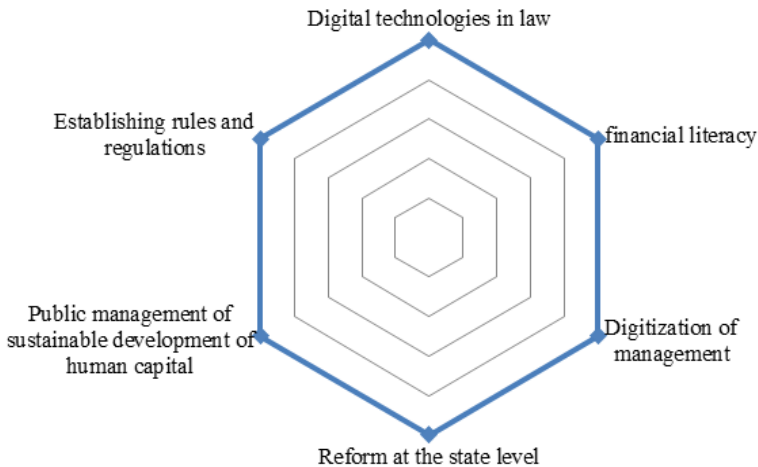 Digital technologies in law
Establishing rules and
regulations
financial literacy
Public management of
sustainable development of
human capital
Digitization of
management
Reform at the state level